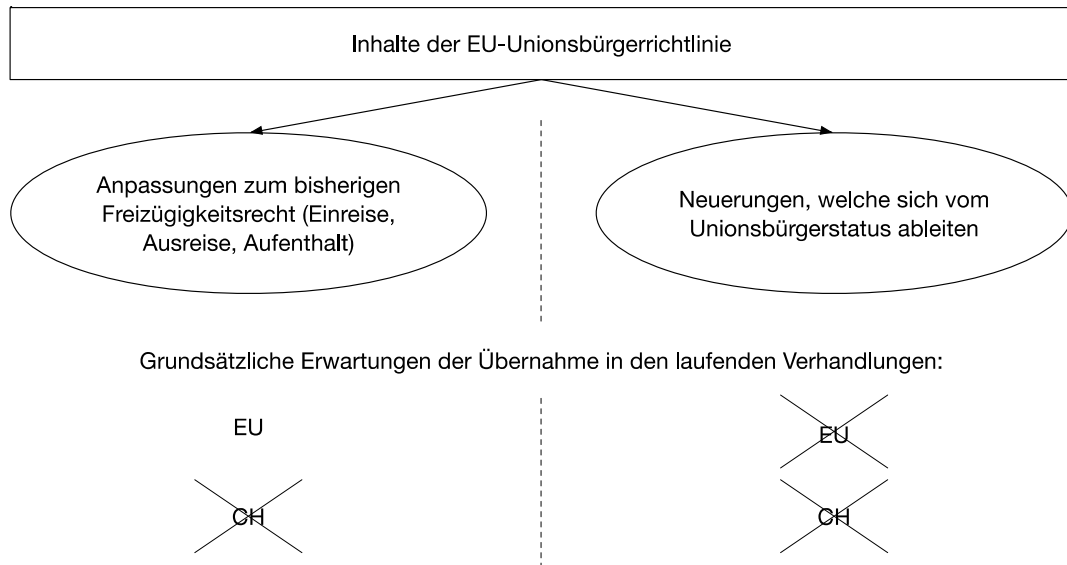 Inhalte der EU-Unionsbürgerrichtlinie
Anpassungen zum bisherigen
Freizügigkeitsrecht (Einreise,
Ausreise, Aufenthalt)
Neuerungen, welche sich vom
Unionsbürgerstatus ableiten
Grundsätzliche Erwartungen der Übernahme in den laufenden Verhandlungen:
EU
EU
CH
CH